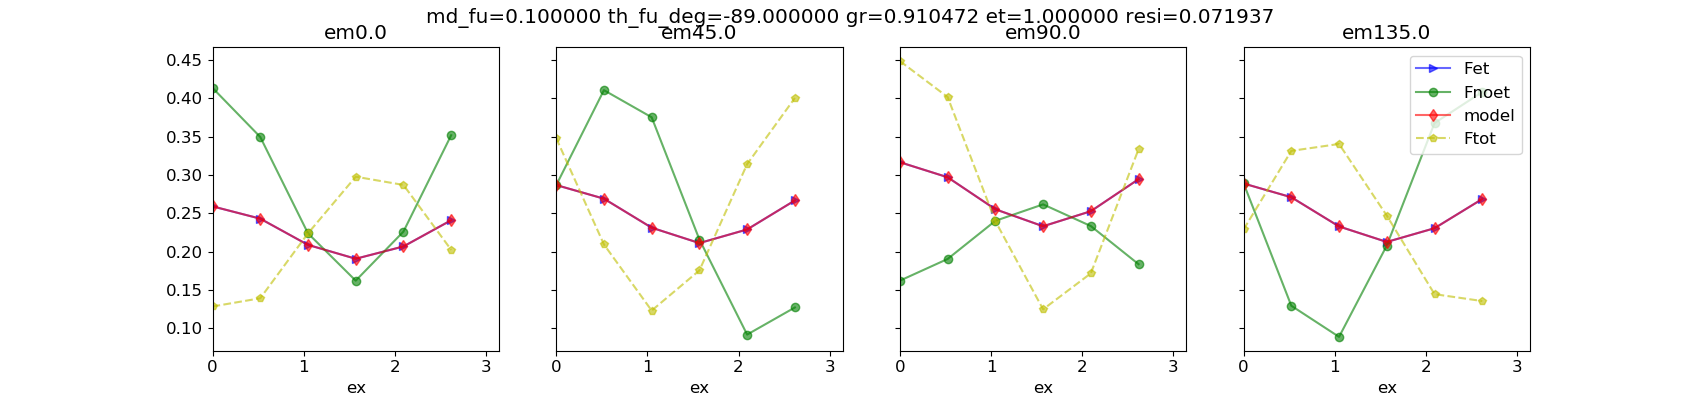 md_fu=0.100000 th_fu_deg=-89.000000 gr=0.910472 et=1.000000 resi=0.071937
em0.0
em45.0
em90.0
em135.0
0.45
0.40
0.35
0.30
0.25
0.20
0.15
0.10
Fet
Fnoet
model
Ftot
0 1 2 3
0 1 2 3
0 1 2 3
0 1 2 3
ex
ex
ex
ex